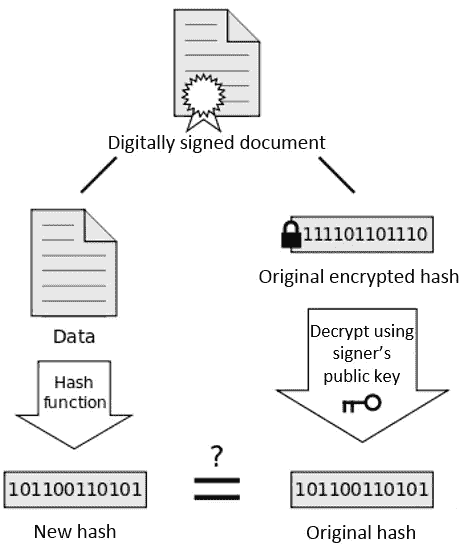 Digitally signed document
111101101110
Original encrypted hash
Data
Decrypt using
signer's
public key
Hash
function
?
101100110101
101100110101
New hash
Original hash